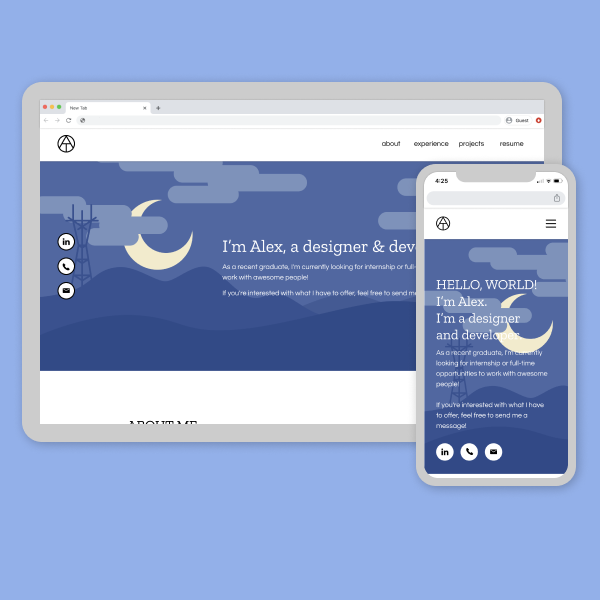 New Tab
Guest
about experience projects resume
I'm Alex, a designer & deve
As a recent graduate, I'm currently looking for internship or full-
work with awesome people!
If you're interested with what I have to offer, feel free to send me
ABOUT ME
in
4:25
HELLO, WORLD!
I'm Alex.
I'm a designer
and developer.
As a recent graduate, I'm currently
looking for internship or full-time
opportunities to work with awesome
people!
If you're interested with what I have
to offer, feel free to send me a
message!
in